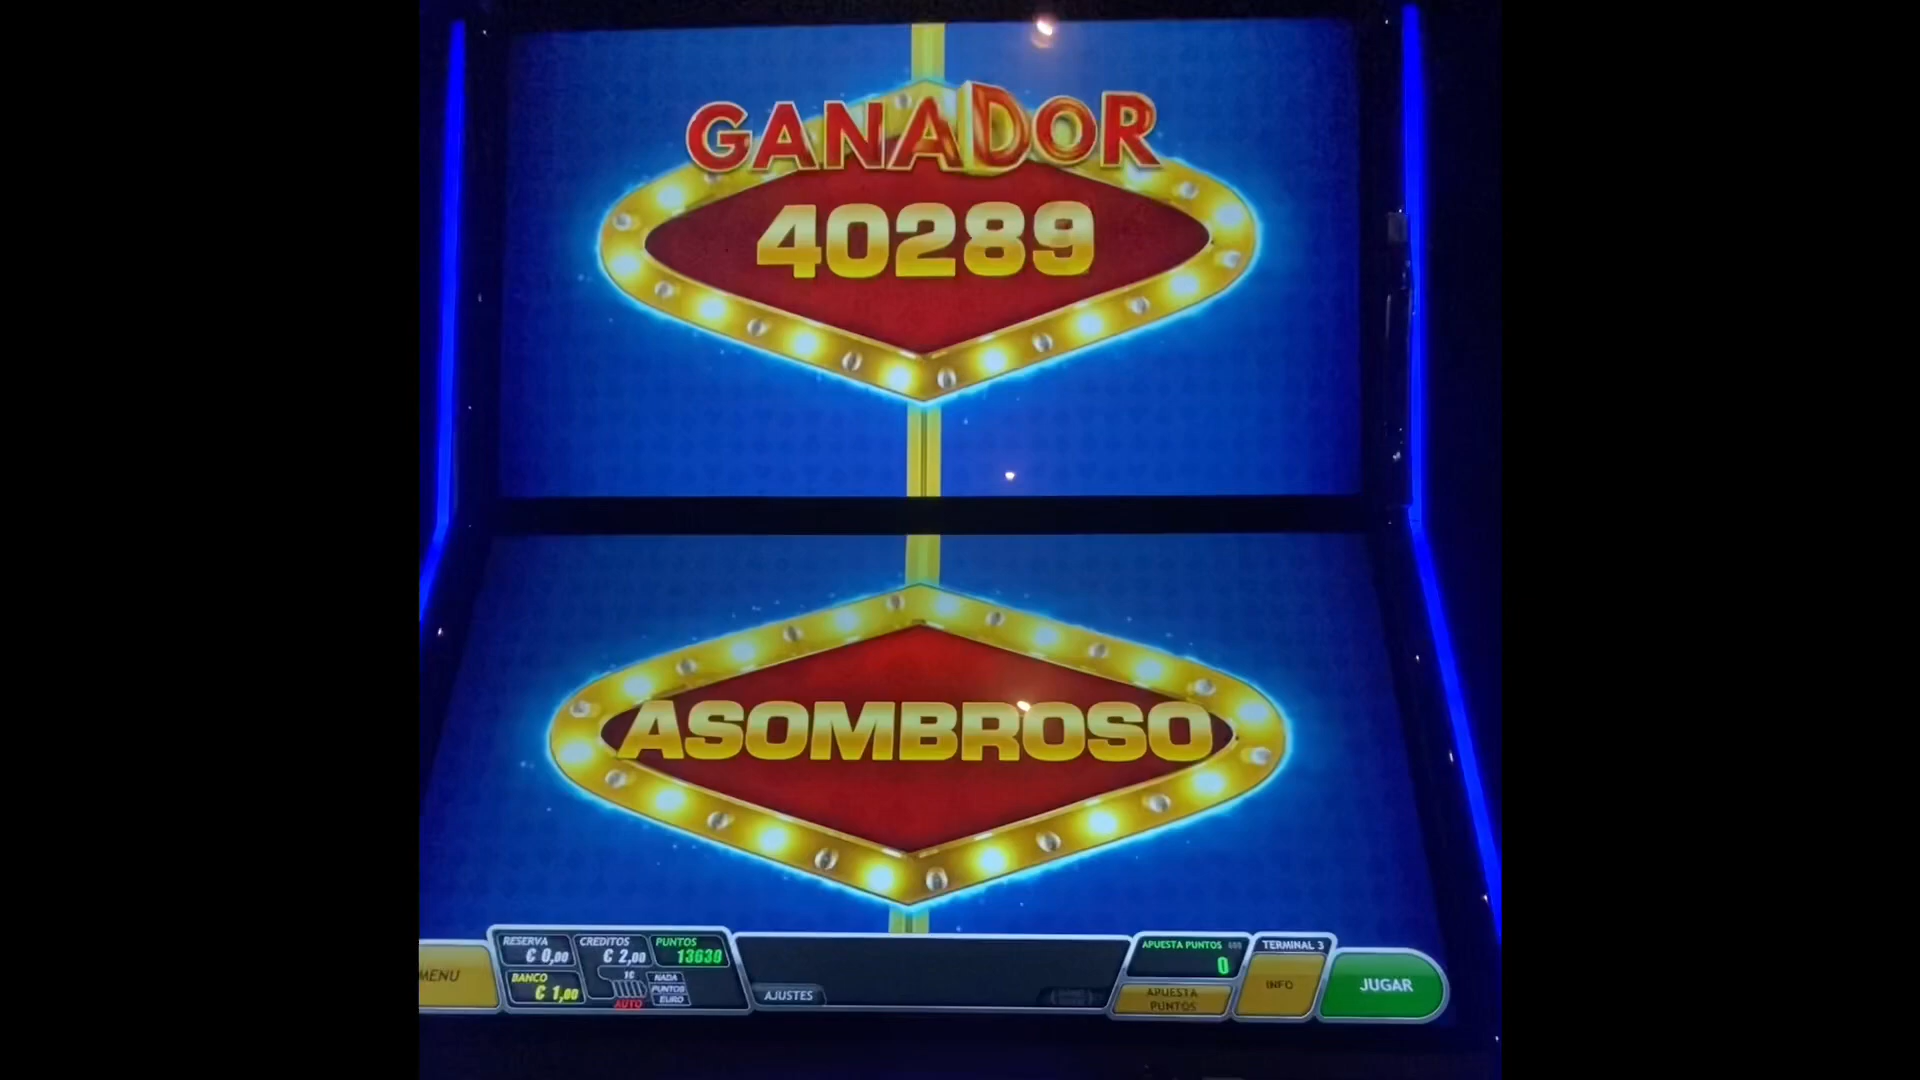 GANADOR
40289
ASOMBROSO
MENU
RESERVA
€ 0,00
CREDITOS
€ 2,00
PUNTOS
13630
BANCO
€ 1,00
1C
AUTO
NADA
PUNTOS
EURO
AJUSTES
APUESTA PUNTOS
0
APUESTA
PUNTOS
TERMINAL 3
INFO
JUGAR